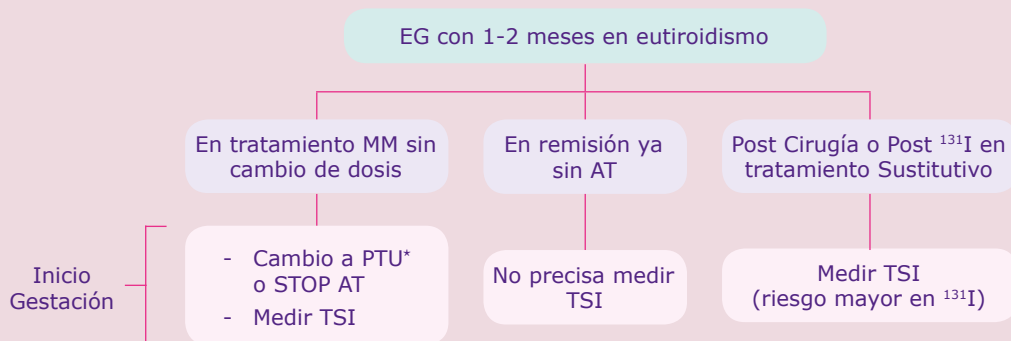 EG con 1-2 meses en eutiroidismo
En tratamiento MM sin
cambio de dosis
En remisión ya
sin AT
Post Cirugía o Post ¹³¹I en
tratamiento Sustitutivo
Inicio
Gestación
- Cambio a PTU*
o STOP AT
- Medir TSI
No precisa medir
TSI
Medir TSI
(riesgo mayor en ¹³¹I)